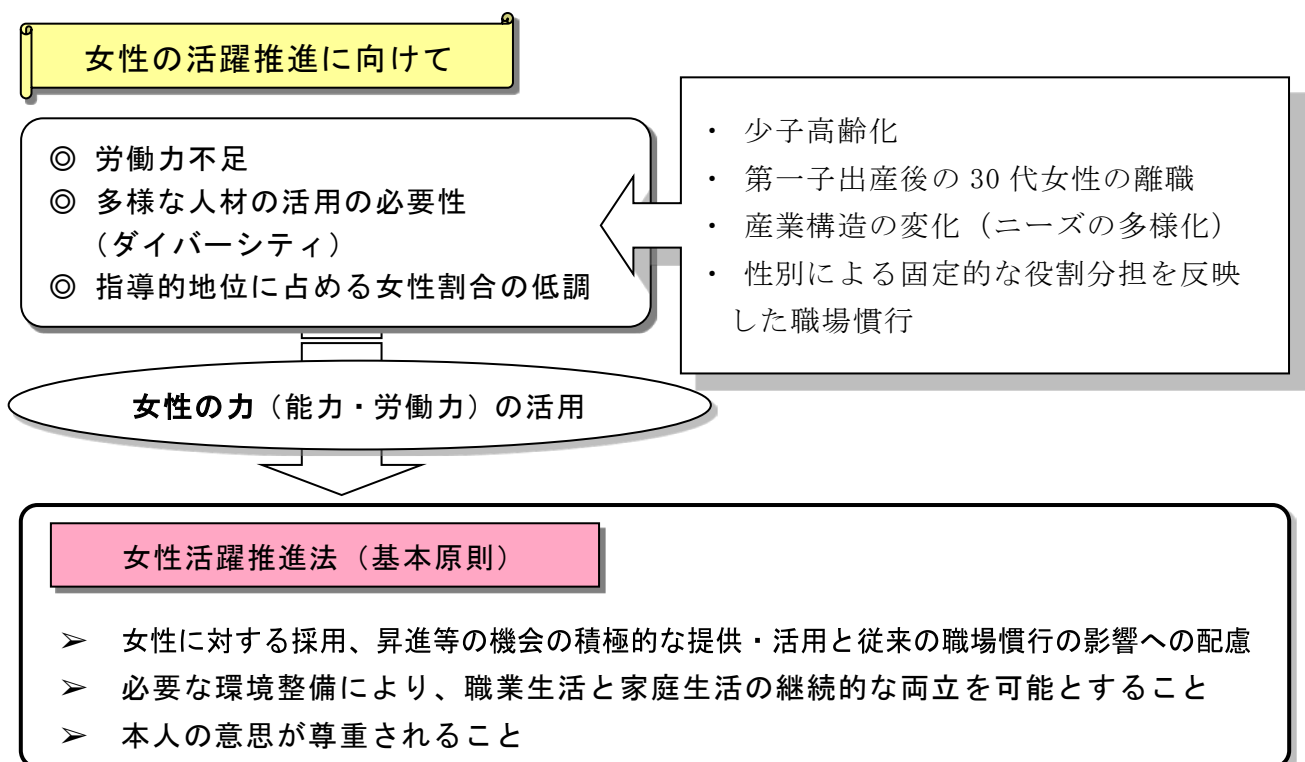 女性の活躍推進に向けて
◎ 労働力不足
◎ 多様な人材の活用の必要性
（ダイバーシティ）
◎ 指導的地位に占める女性割合の低調
・ 少子高齢化
・ 第一子出産後の 30 代女性の離職
・ 産業構造の変化（ニーズの多様化）
・ 性別による固定的な役割分担を反映
した職場慣行
女性の力（能力・労働力）の活用
女性活躍推進法（基本原則）
➢ 女性に対する採用、昇進等の機会の積極的な提供・活用と従来の職場慣行の影響への配慮
➢ 必要な環境整備により、職業生活と家庭生活の継続的な両立を可能とすること
➢ 本人の意思が尊重されること